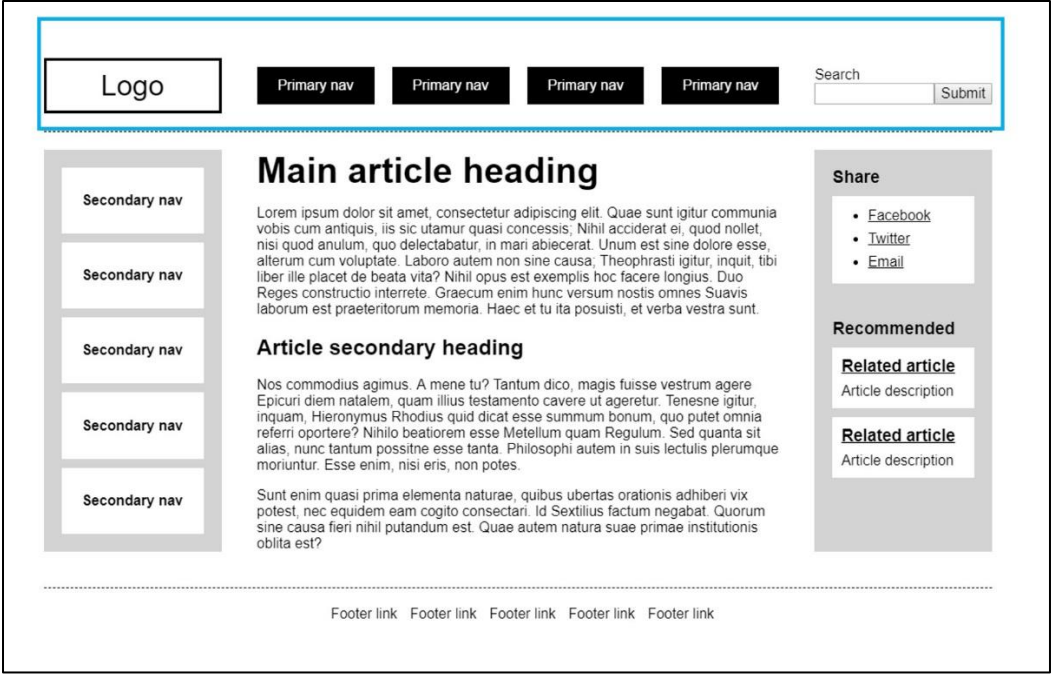 Logo
Primary nav
Primary nav
Primary nav
Primary nav
Search
Submit
Secondary nav
Secondary nav
Secondary nav
Secondary nav
Secondary nav
Main article heading
Lorem ipsum dolor sit amet, consectetur adipiscing elit. Quae sunt igitur communia
vobis cum antiquis, iis sic utamur quasi concessis; Nihil acciderat ei, quod nollet,
nisi quod anulum, quo delectabatur, in mari abiecerat. Unum est sine dolore esse,
alterum cum voluptate. Laboro autem non sine causa; Theophrasti igitur, inquit, tibi
liber ille placet de beata vita? Nihil opus est exemplis hoc facere longius. Duo
Reges constructio interrete. Graecum enim hunc versum nostis omnes Suavis
laborum est praeteritorum memoria. Haec et tu ita posuisti, et verba vestra sunt.
Article secondary heading
Nos commodius agimus. A mene tu? Tantum dico, magis fuisse vestrum agere
Epicuri diem natalem, quam illius testamento cavere ut ageretur. Tenesne igitur,
inquam, Hieronymus Rhodius quid dicat esse summum bonum, quo putet omnia
referri oportere? Nihilo beatiorem esse Metellum quam Regulum. Sed quanta sit
alias, nunc tantum possitne esse tanta. Philosophi autem in suis lectulis plerumque
moriuntur. Esse enim, nisi eris, non potes.
Sunt enim quasi prima elementa naturae, quibus ubertas orationis adhiberi vix
potest, nec equidem eam cogito consectari. Id Sextilius factum negabat. Quorum
sine causa fieri nihil putandum est. Quae autem natura suae primae institutionis
oblita est?
Share
Facebook
Twitter
Email
Recommended
Related article
Article description
Related article
Article description
Footer link Footer link Footer link Footer link Footer link